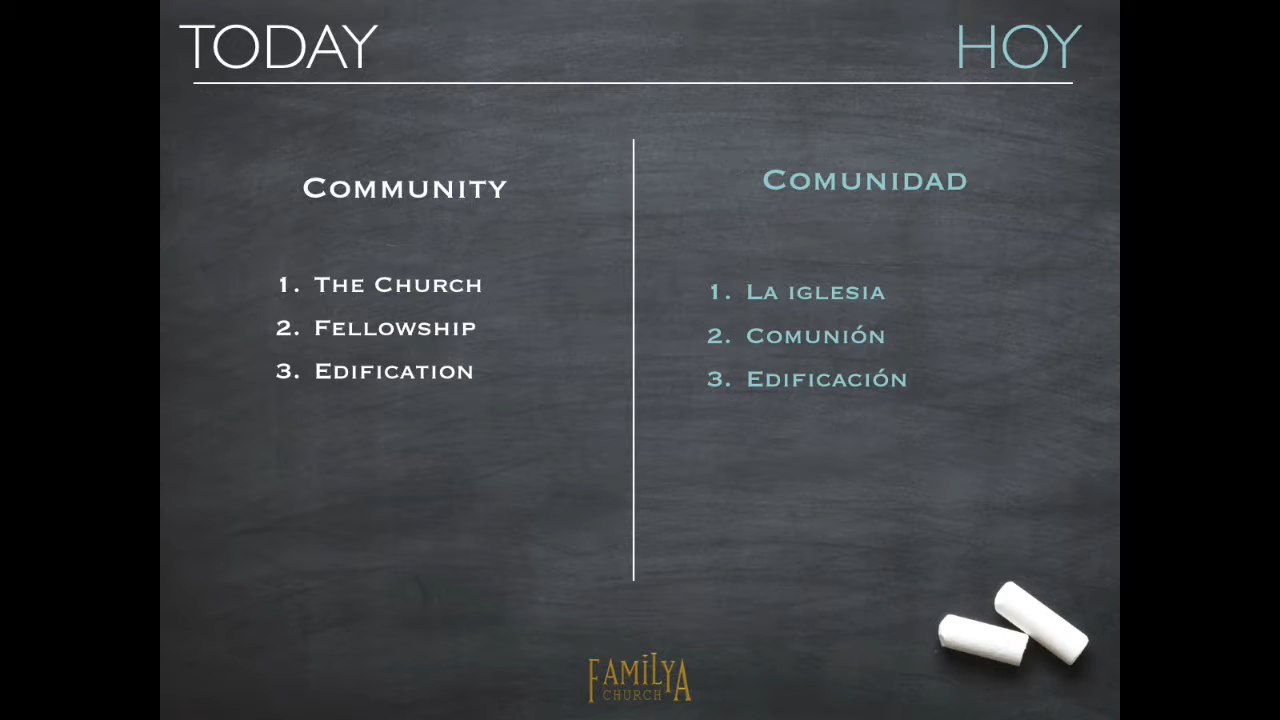 TODAY
HOY
Community
1. The Church
2. Fellowship
3. Edification
Comunidad
1. La iglesia
2. Comunión
3. Edificación
FAMiLYA
CHURCH